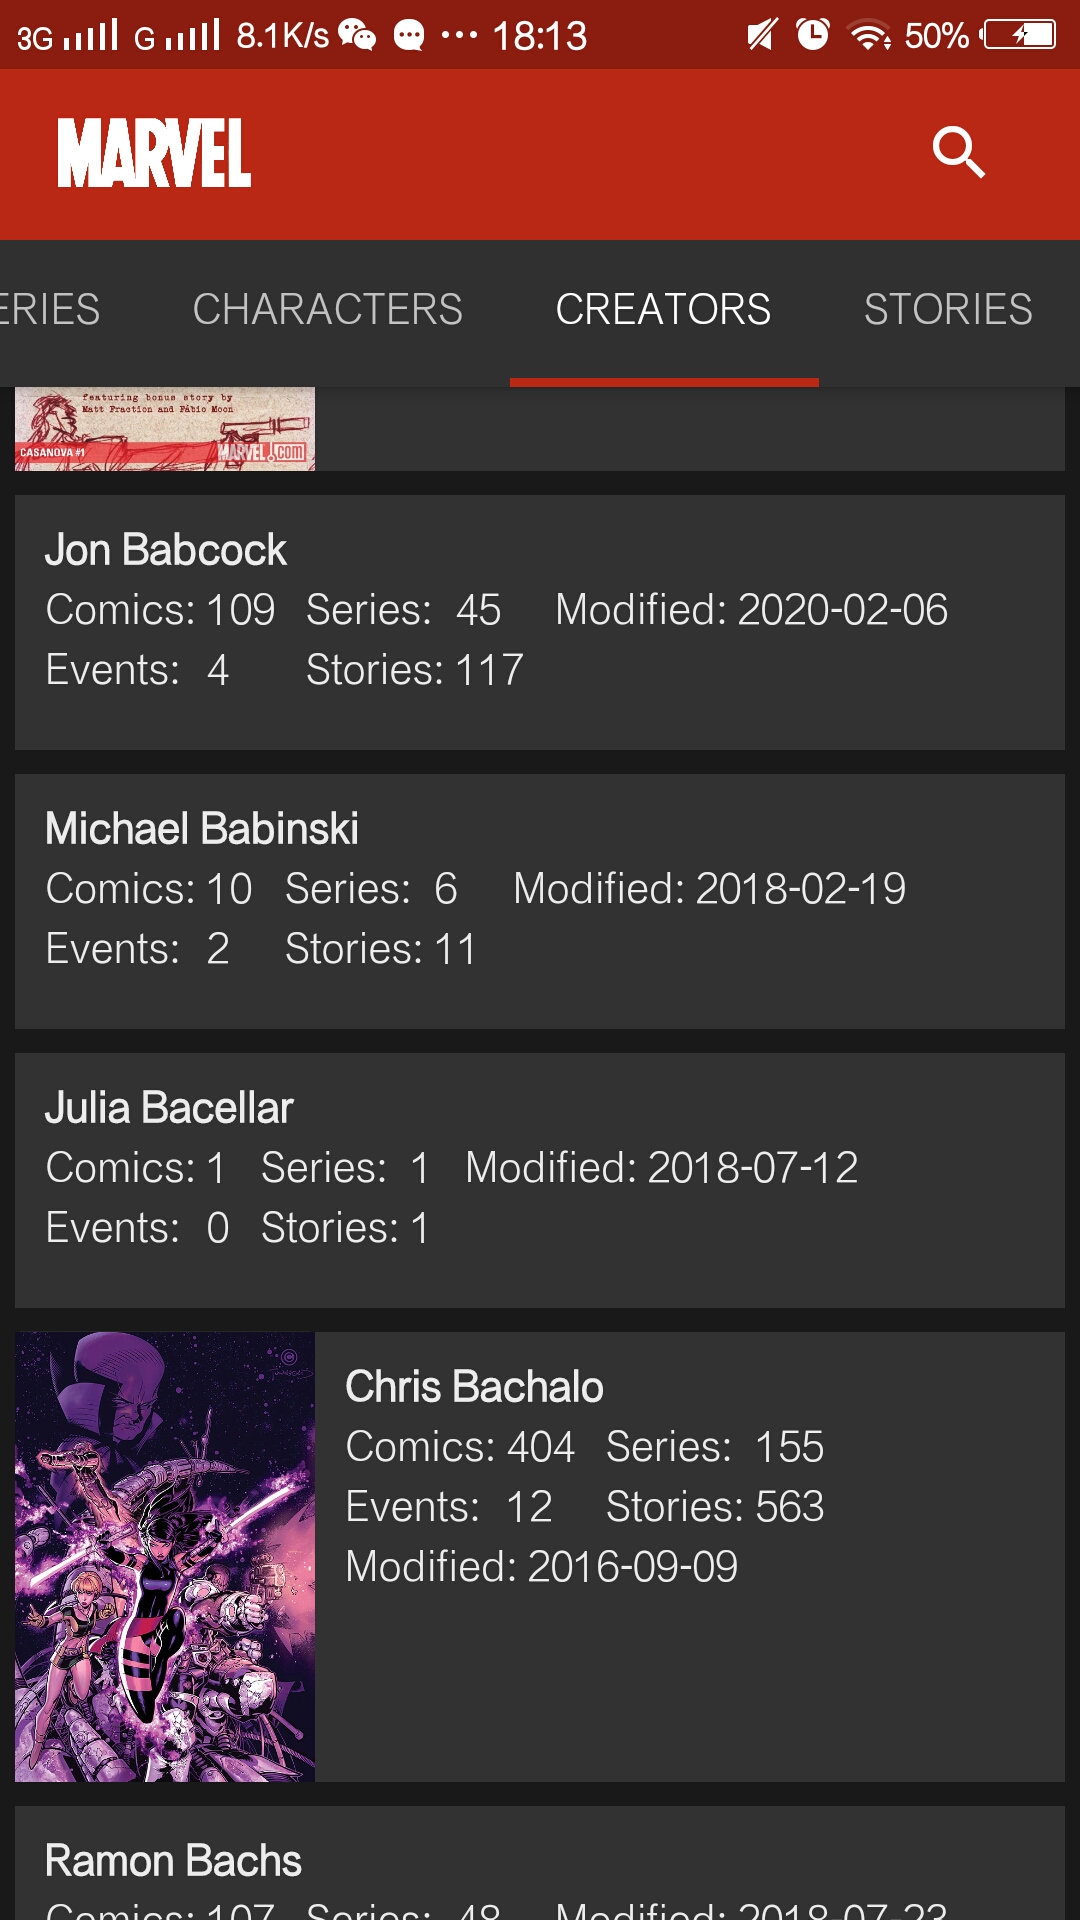 3G G 8.1K/s ... 18:13 50%
MARVEL
ERIES CHARACTERS CREATORS STORIES
featuring bonus story by
Matt Fraction and Fábio Moon
CASANOVA #1 MARVEL.com
Jon Babcock
Comics: 109 Series: 45 Modified: 2020-02-06
Events: 4 Stories: 117
Michael Babinski
Comics: 10 Series: 6 Modified: 2018-02-19
Events: 2 Stories: 11
Julia Bacellar
Comics: 1 Series: 1 Modified: 2018-07-12
Events: 0 Stories: 1
©
Chris Bachalo
Comics: 404 Series: 155
Events: 12 Stories: 563
Modified: 2016-09-09
Ramon Bachs
Comics: 107 Series: 48 Modified: 2018-07-23